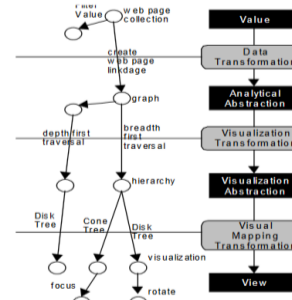 Value
web page
collection
create
web page
linkdage
graph
depth first
traversal
breadth
first
traversal
hierarchy
Disk
Tree
Cone
Tree
Disk
Tree
visualization
focus
rotate
Value
Data
Transformation
Analytical
Abstraction
Visualization
Transformation
Visualization
Abstraction
Visual
Mapping
Transformation
View